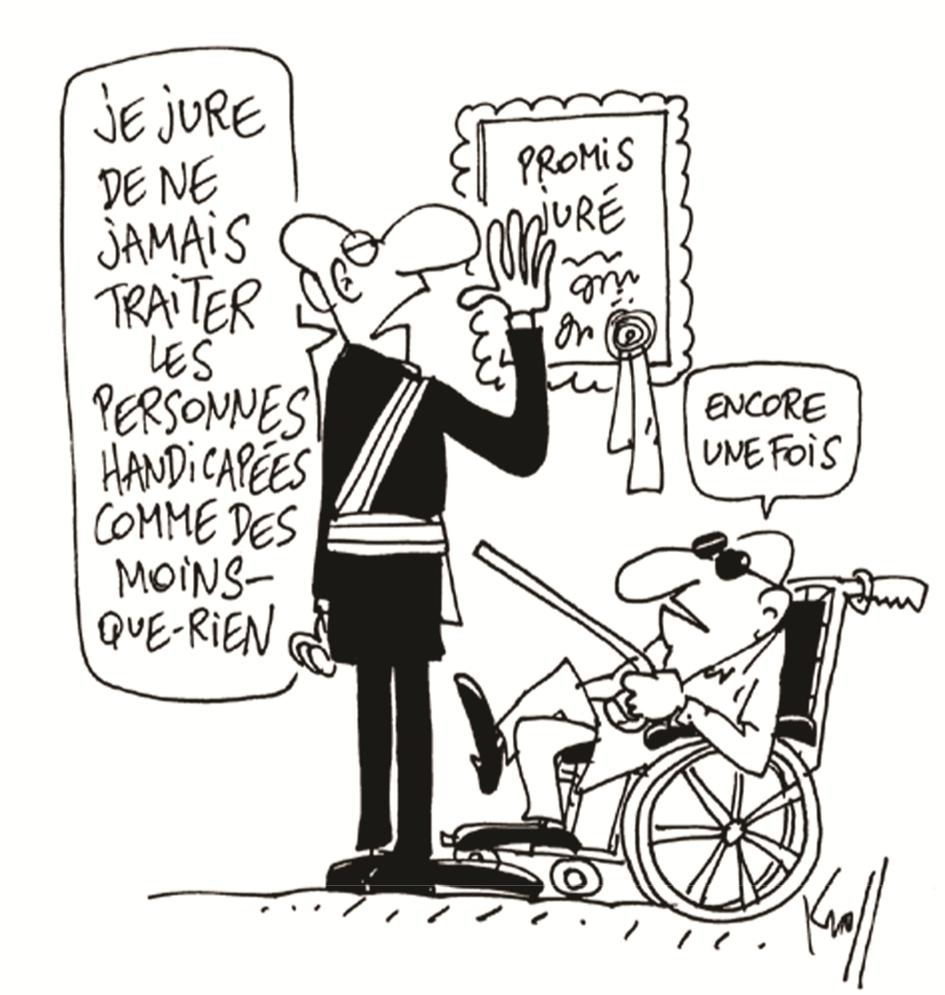 JE JURE
DE NE
JAMAIS
TRAITER
LES
PERSONNES
HANDICAPÉES
COMME DES
MOINS-
QUE-RIEN
PROMIS
JURÉ
ENCORE
UNE FOIS
Kroll